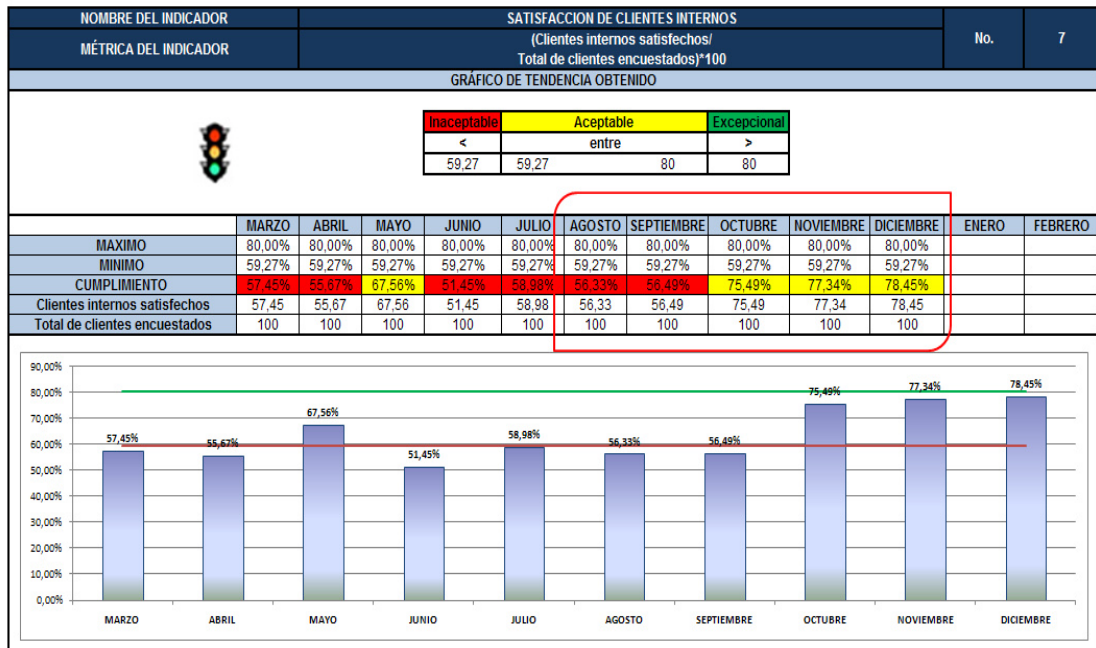 NOMBRE DEL INDICADOR SATISFACCION DE CLIENTES INTERNOS No. 7
MÉTRICA DEL INDICADOR (Clientes internos satisfechos/
Total de clientes encuestados)*100
GRÁFICO DE TENDENCIA OBTENIDO
Inaceptable Aceptable Excepcional
< entre >
59,27 59,27 80 80
MARZO ABRIL MAYO JUNIO JULIO AGOSTO SEPTIEMBRE OCTUBRE NOVIEMBRE DICIEMBRE ENERO FEBRERO
MAXIMO 80,00% 80,00% 80,00% 80,00% 80,00% 80,00% 80,00% 80,00% 80,00% 80,00%
MINIMO 59,27% 59,27% 59,27% 59,27% 59,27% 59,27% 59,27% 59,27% 59,27% 59,27%
CUMPLIMIENTO 57,45% 55,67% 67,56% 51,45% 58,98% 56,33% 56,49% 75,49% 77,34% 78,45%
Clientes internos satisfechos 57,45 55,67 67,56 51,45 58,98 56,33 56,49 75,49 77,34 78,45
Total de clientes encuestados 100 100 100 100 100 100 100 100 100 100
90,00%
80,00%
70,00%
60,00%
50,00%
40,00%
30,00%
20,00%
10,00%
0,00%
57,45% 55,67% 67,56% 51,45% 58,98% 56,33% 56,49% 75,49% 77,34% 78,45%
MARZO ABRIL MAYO JUNIO JULIO AGOSTO SEPTIEMBRE OCTUBRE NOVIEMBRE DICIEMBRE